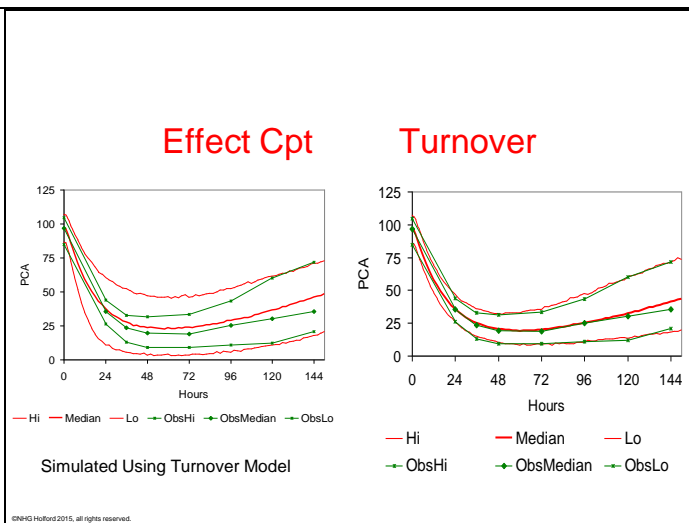 Effect Cpt
Turnover
125
100
75
50
25
0
PCA
0 24 48 72 96 120 144
Hours
Hi Median Lo ObsHi ObsMedian ObsLo
125
100
75
50
25
0
PCA
0 24 48 72 96 120 144
Hours
Hi Median Lo
ObsHi ObsMedian ObsLo
Simulated Using Turnover Model
©NHG Holford 2015, all rights reserved.